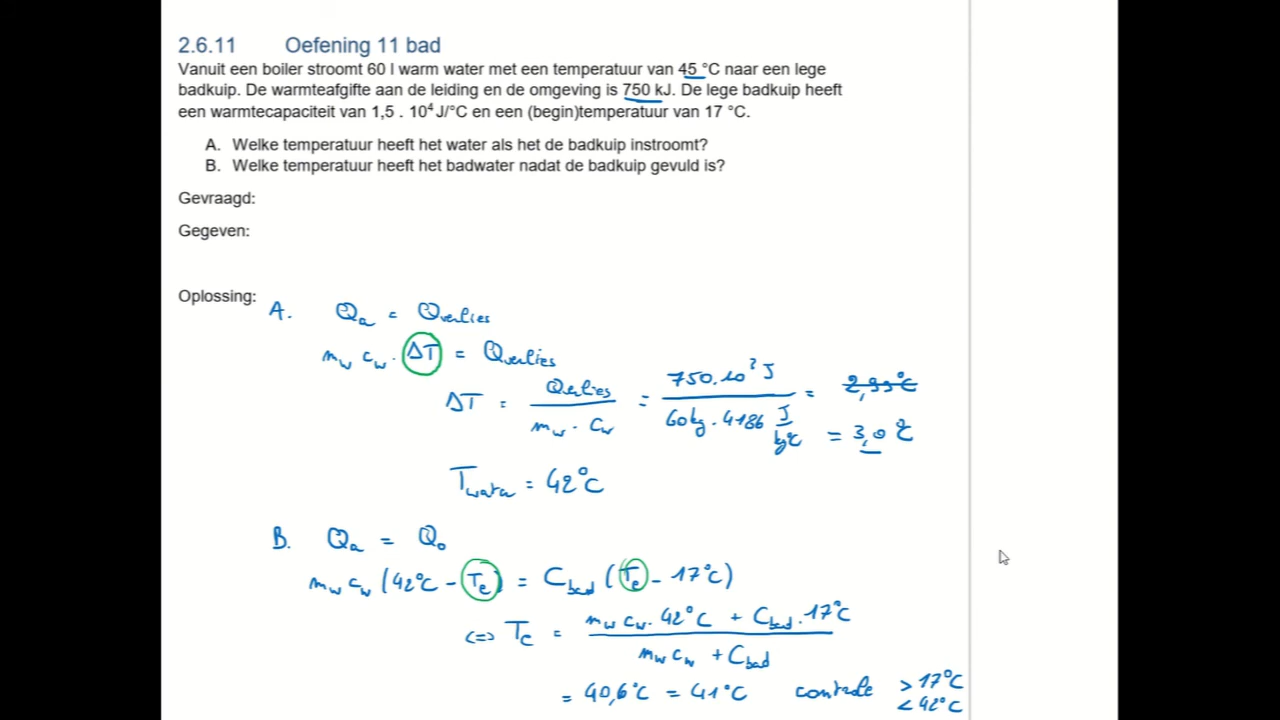 2.6.11 Oefening 11 bad
Vanuit een boiler stroomt 60 l warm water met een temperatuur van 45 °C naar een lege
badkuip. De warmteafgifte aan de leiding en de omgeving is 750 kJ. De lege badkuip heeft
een warmtecapaciteit van 1,5 . 10⁴ J/°C en een (begin)temperatuur van 17 °C.
A. Welke temperatuur heeft het water als het de badkuip instroomt?
B. Welke temperatuur heeft het badwater nadat de badkuip gevuld is?
Gevraagd:
Gegeven:
Oplossing:
A. Qa = Qverlies
mw cw . ΔT = Qverlies
ΔT = Qverlies / mw . cw = 750.10³ J / 60kg . 4186 J/kg°C = 2,99°C
= 3,0 °C
Twater = 42°C
B. Qa = Qo
mw cw (42°C - Te) = Cbad (Te - 17°C)
<=> Te = mw cw . 42°C + Cbad . 17°C / mw cw + Cbad
= 40,6°C = 41°C controle > 17°C
< 42°C